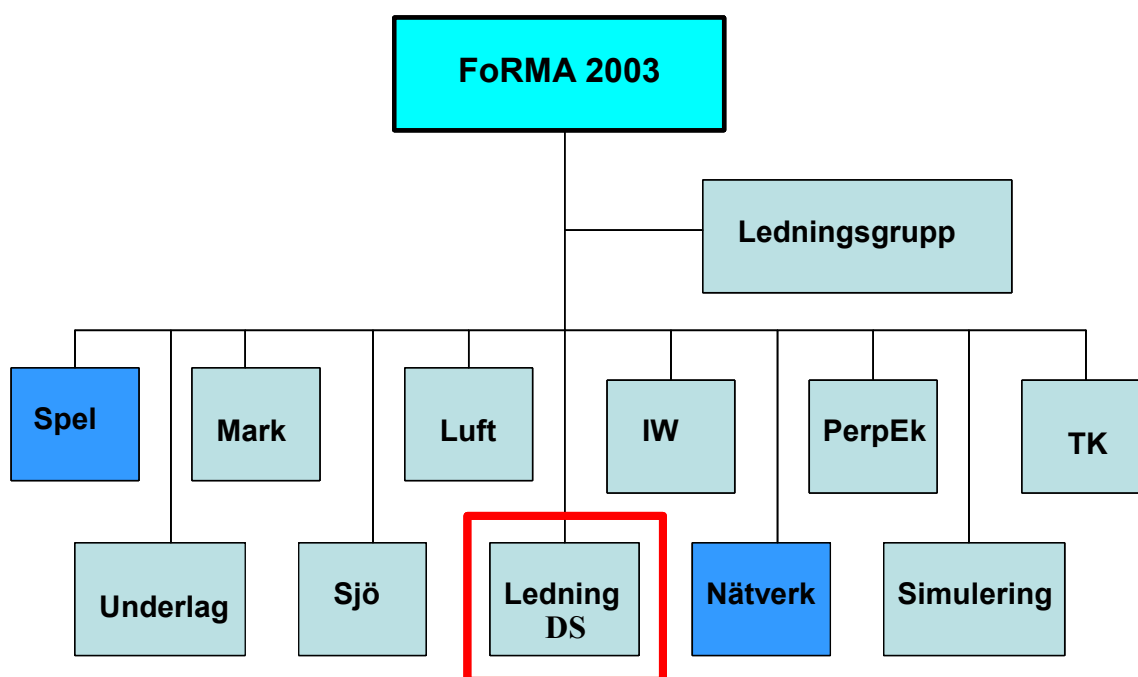 FoRMA 2003
Ledningsgrupp
Spel
Mark
Luft
IW
PerpEk
TK
Underlag
Sjö
Ledning
DS
Nätverk
Simulering